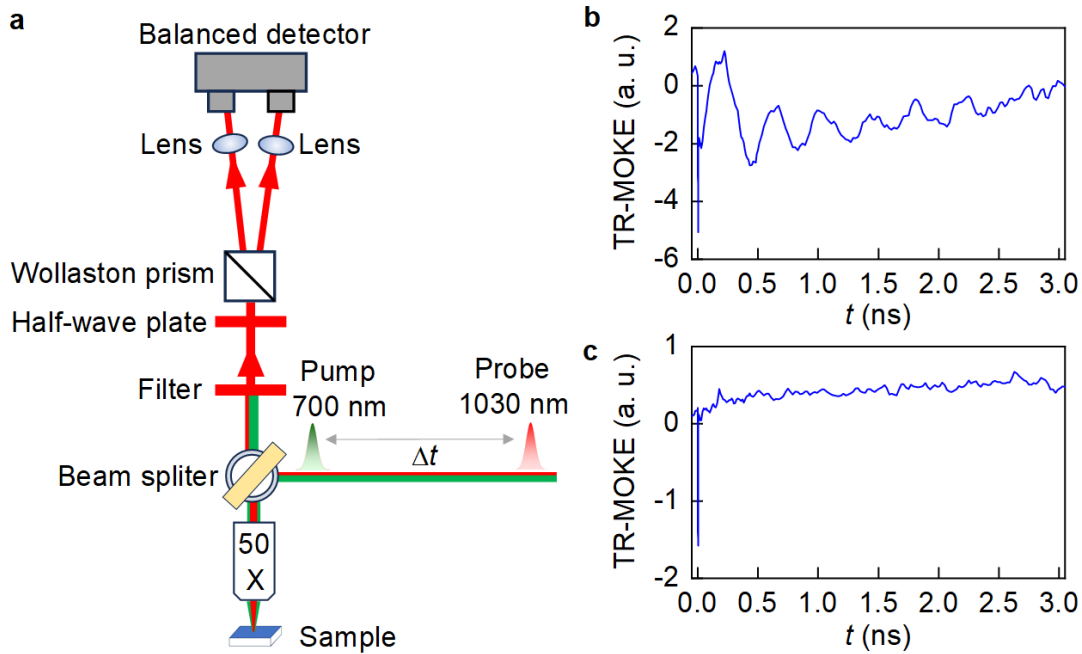 a
Balanced detector
Lens
Lens
Wollaston prism
Half-wave plate
Filter
Pump
700 nm
Probe
1030 nm
Δt
Beam spliter
50
X
Sample
b
TR-MOKE (a. u.)
2
0
-2
-4
-6
0.0 0.5 1.0 1.5 2.0 2.5 3.0
t (ns)
c
TR-MOKE (a. u.)
1
0
-1
-2
0.0 0.5 1.0 1.5 2.0 2.5 3.0
t (ns)